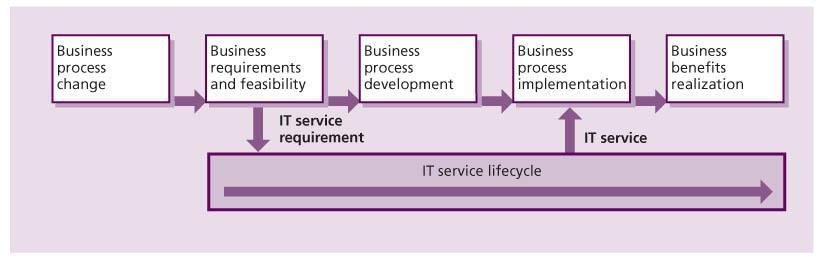 Business
process
change
Business
requirements
and feasibility
Business
process
development
Business
process
implementation
Business
benefits
realization
IT service
requirement
IT service
IT service lifecycle